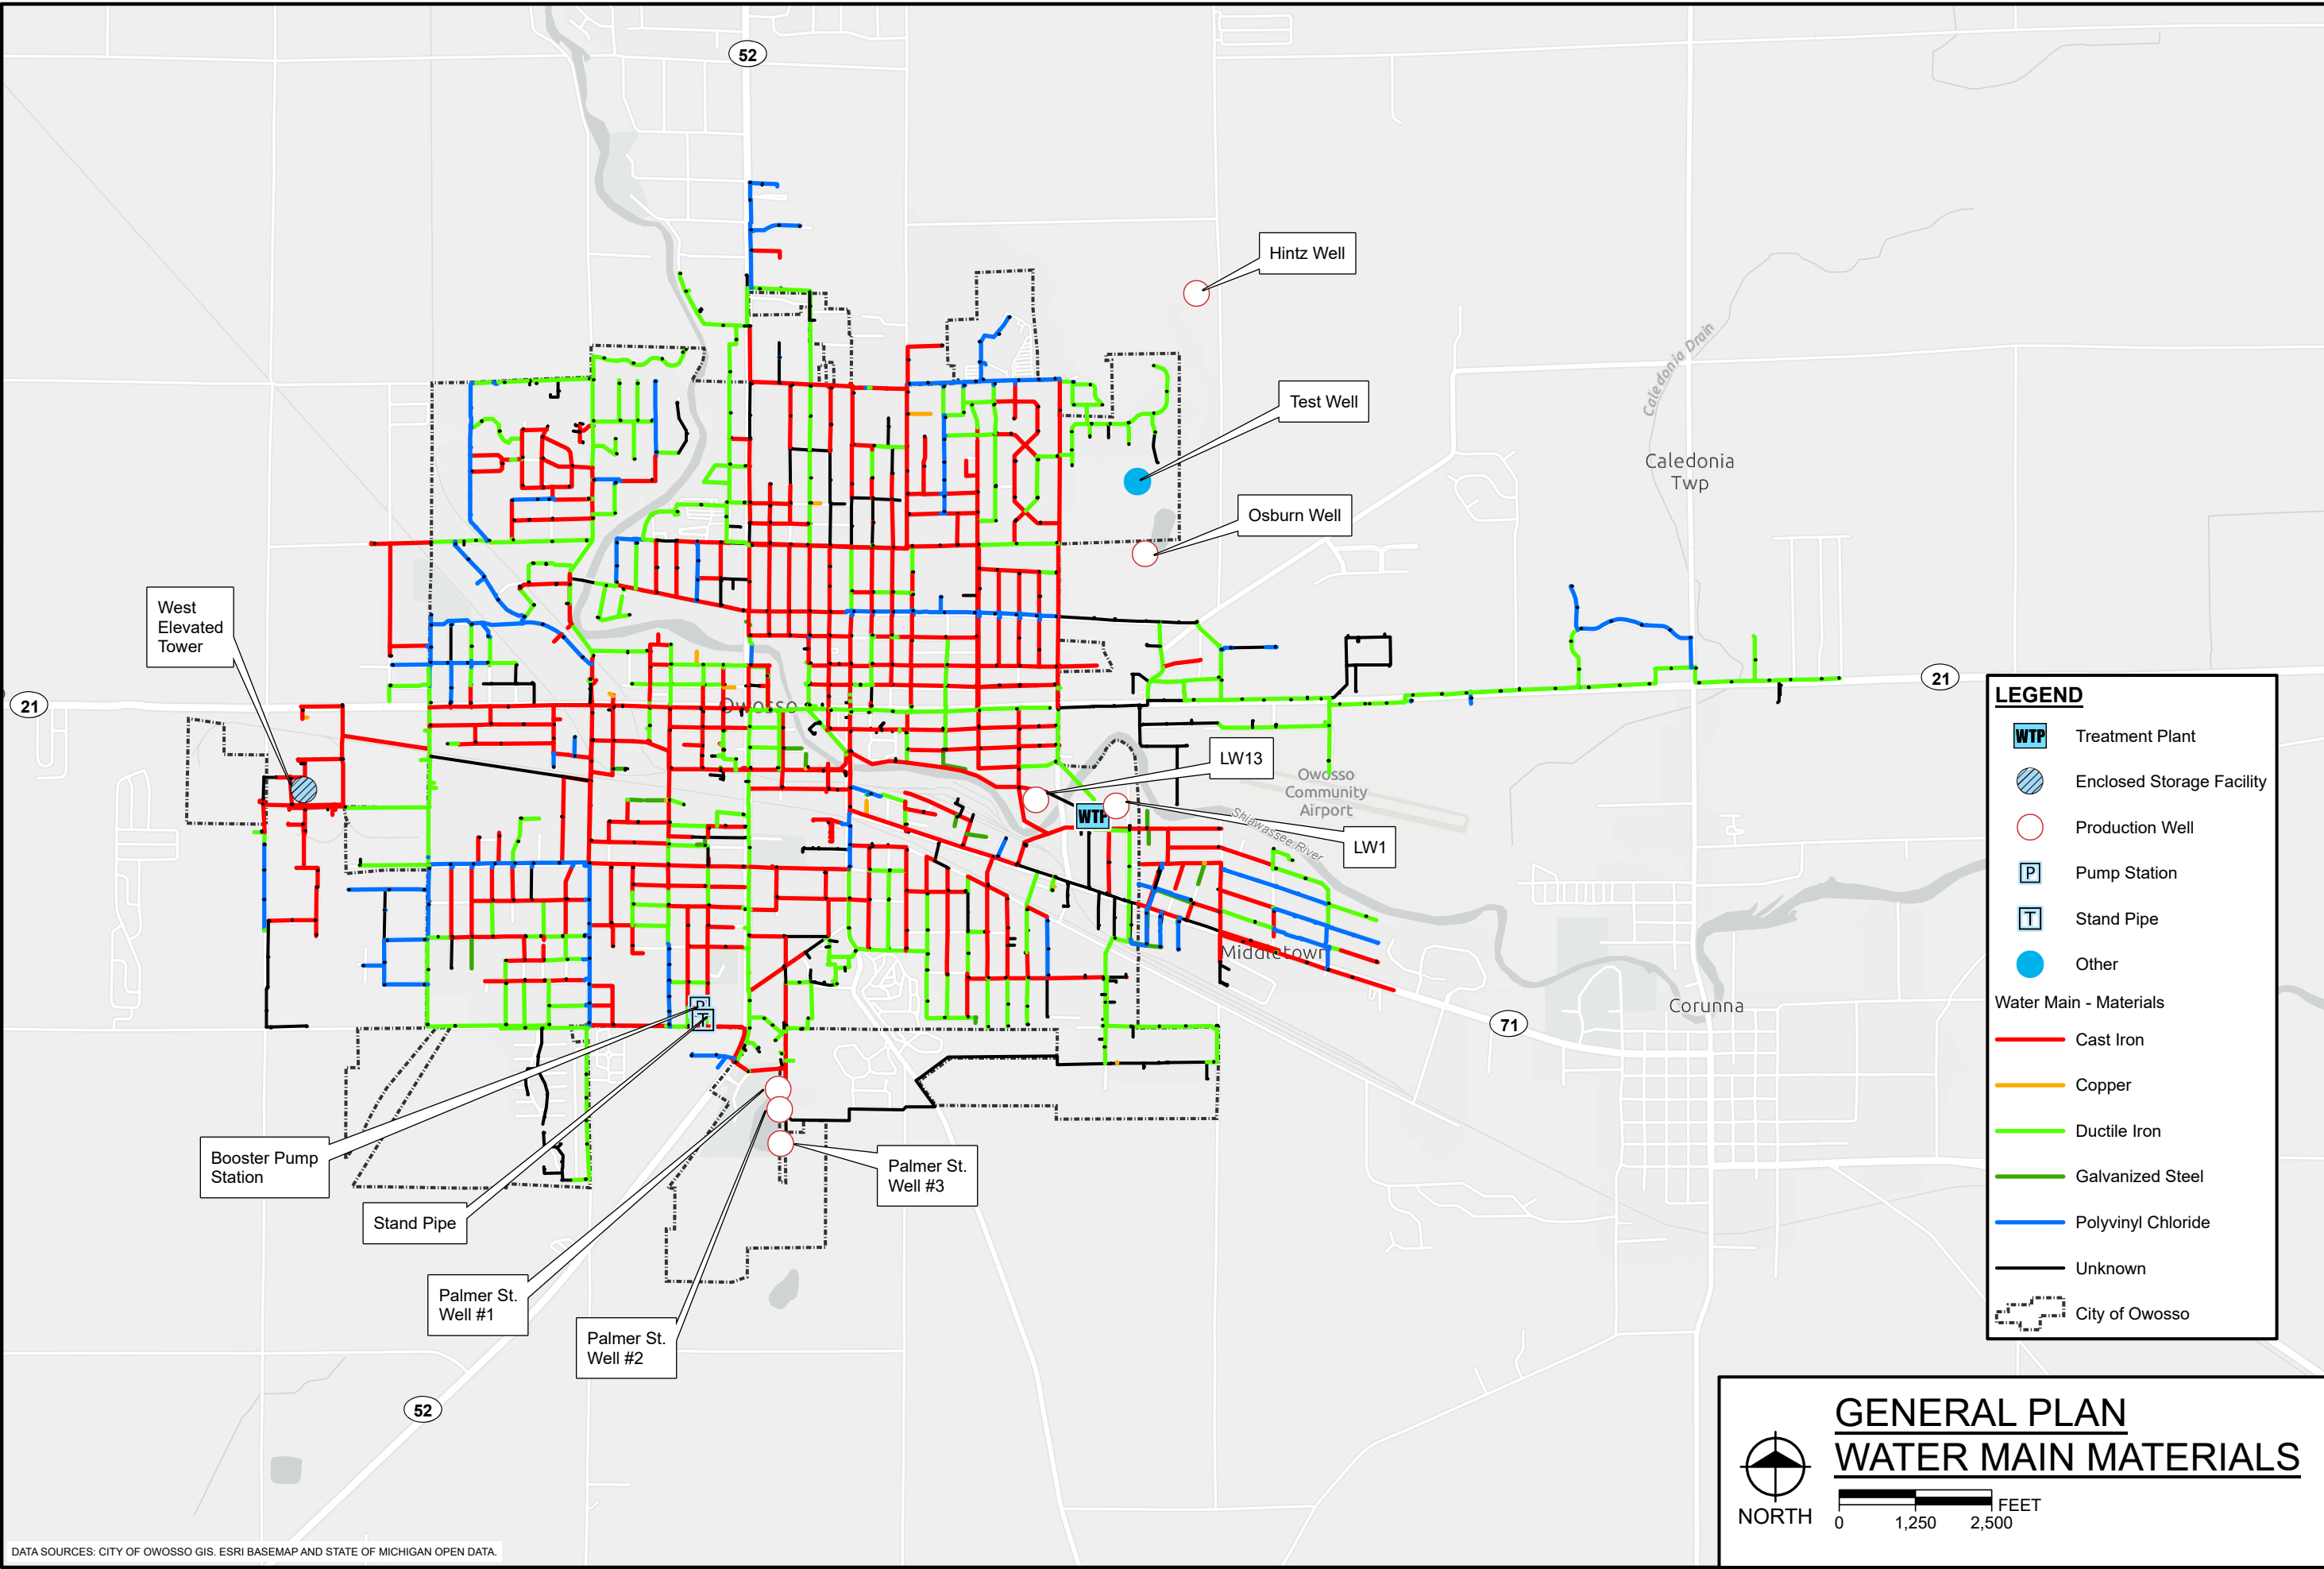 52
Hintz Well
Test Well
Caledonia Drain
Caledonia
Twp
Osburn Well
West
Elevated
Tower
21
Owosso
21
LW13
Owosso
Community
Airport
WTP
Shiawassee River
LW1
Middletown
Corunna
P
T
71
Booster Pump
Station
Palmer St.
Well #3
Stand Pipe
Palmer St.
Well #1
Palmer St.
Well #2
52
LEGEND
WTP Treatment Plant
Enclosed Storage Facility
Production Well
P Pump Station
T Stand Pipe
Other
Water Main - Materials
Cast Iron
Copper
Ductile Iron
Galvanized Steel
Polyvinyl Chloride
Unknown
City of Owosso
GENERAL PLAN
WATER MAIN MATERIALS
NORTH
FEET
0 1,250 2,500
DATA SOURCES: CITY OF OWOSSO GIS. ESRI BASEMAP AND STATE OF MICHIGAN OPEN DATA.